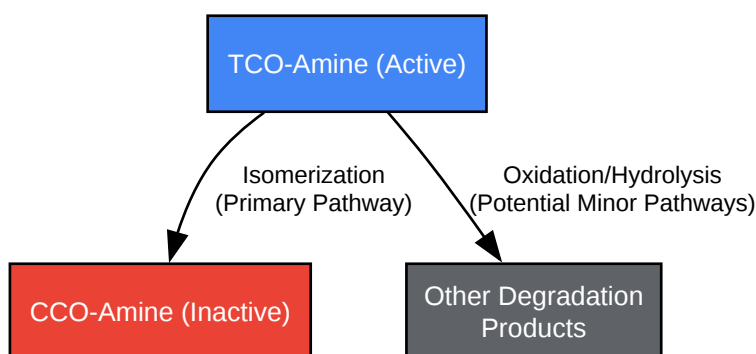 TCO-Amine (Active)
Isomerization
(Primary Pathway)
Oxidation/Hydrolysis
(Potential Minor Pathways)
CCO-Amine (Inactive)
Other Degradation
Products